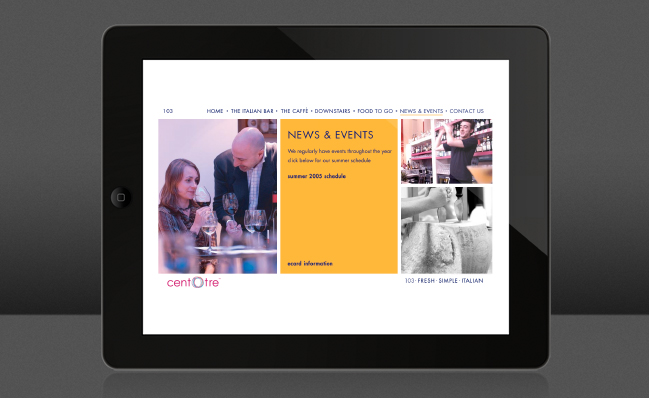 103 HOME • THE ITALIAN BAR • THE CAFFÈ • DOWNSTAIRS • FOOD TO GO • NEWS & EVENTS • CONTACT US
NEWS & EVENTS
We regularly have events throughout the year
click below for our summer schedule
summer 2005 schedule
ecard information
centOtre
103 · FRESH · SIMPLE · ITALIAN